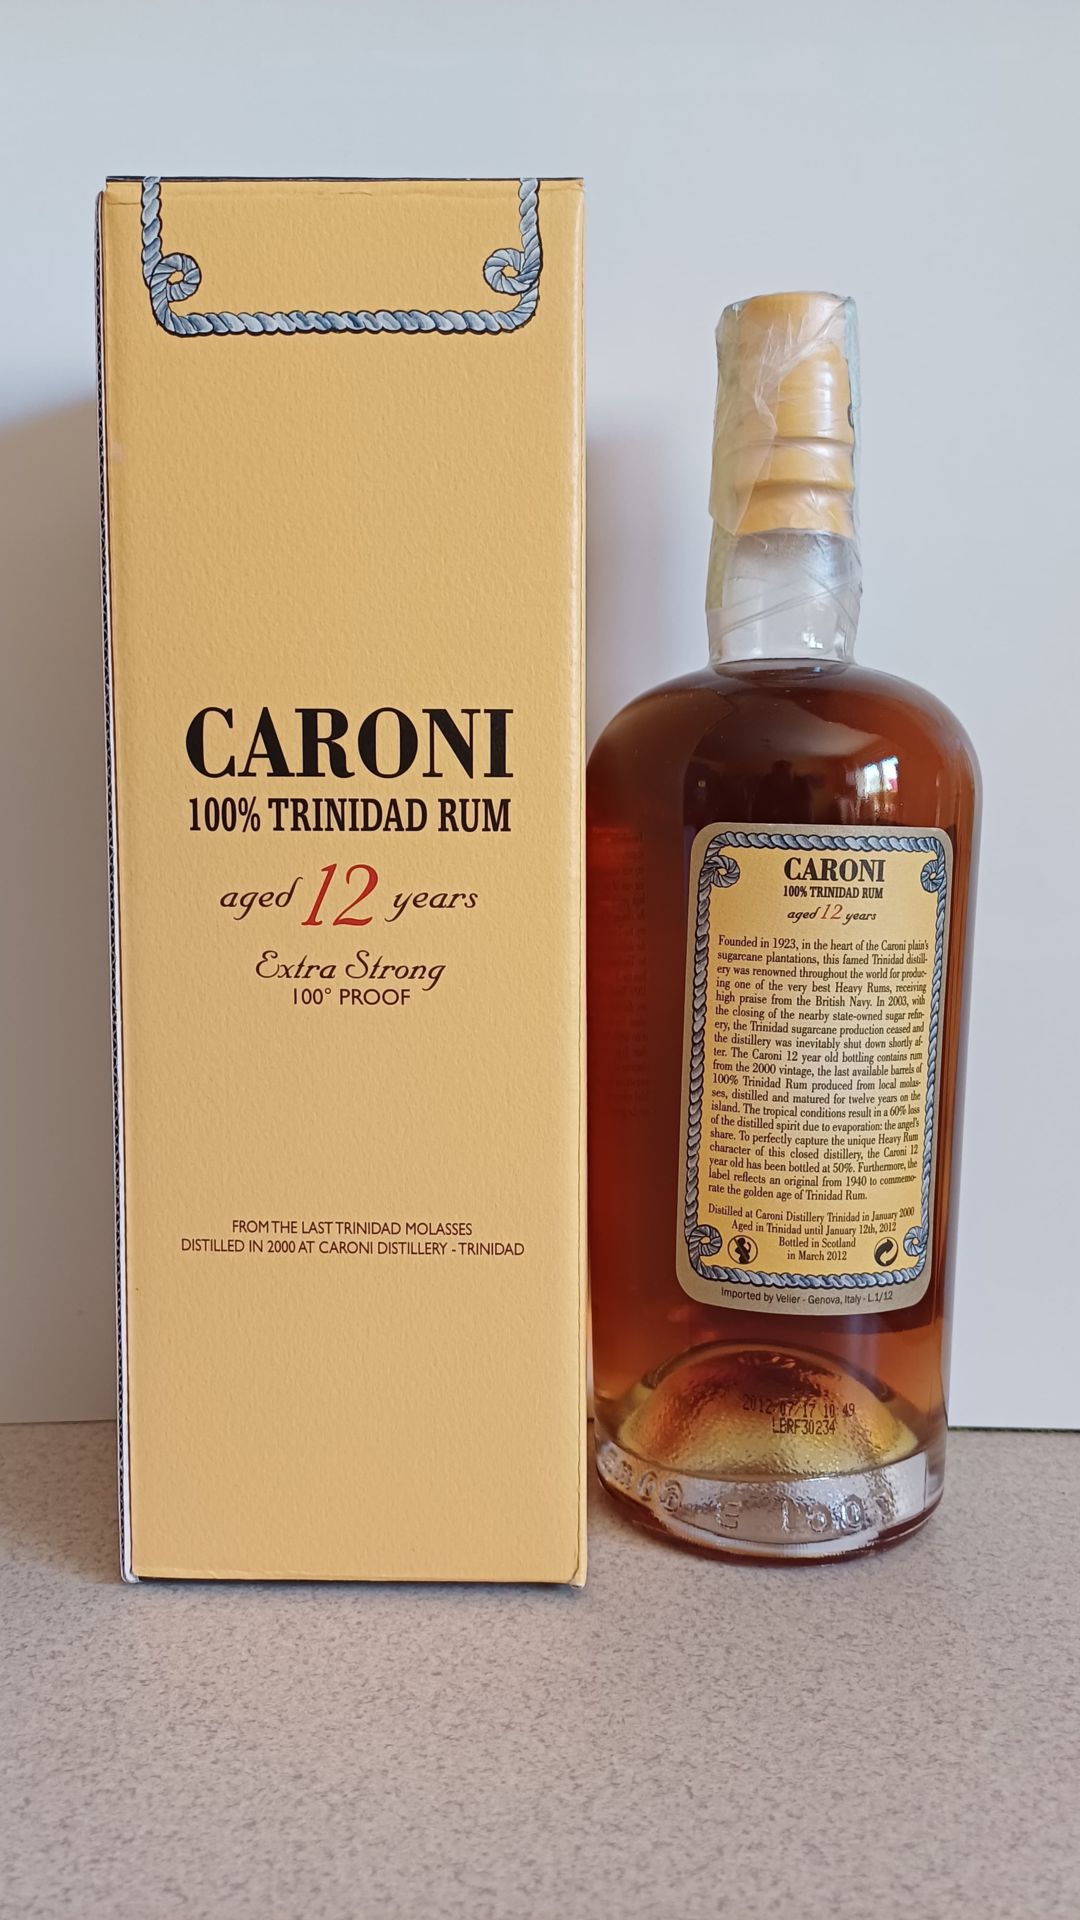 CARONI
100% TRINIDAD RUM
aged 12 years
Extra Strong
100° PROOF
FROM THE LAST TRINIDAD MOLASSES
DISTILLED IN 2000 AT CARONI DISTILLERY - TRINIDAD
CARONI
100% TRINIDAD RUM
aged 12 years
Founded in 1923, in the heart of the Caroni plain's
sugarcane plantations, this famed Trinidad distill-
ery was renowned throughout the world for produc-
ing one of the very best Heavy Rums, receiving
high praise from the British Navy. In 2003, with
the closing of the nearby state-owned sugar refin-
ery, the Trinidad sugarcane production ceased and
the distillery was inevitably shut down shortly af-
ter. The Caroni 12 year old bottling contains rum
from the 2000 vintage, the last available barrels of
100% Trinidad Rum produced from local molas-
ses, distilled and matured for twelve years on the
island. The tropical conditions result in a 60% loss
of the distilled spirit due to evaporation: the angel's
share. To perfectly capture the unique Heavy Rum
character of this closed distillery, the Caroni 12
year old has been bottled at 50%. Furthermore, the
label reflects an original from 1940 to commemo-
rate the golden age of Trinidad Rum.
Distilled at Caroni Distillery Trinidad in January 2000
Aged in Trinidad until January 12th, 2012
Bottled in Scotland
in March 2012
Imported by Velier - Genova, Italy - L.1/12
2012/07/17 10:49
LBRF30234